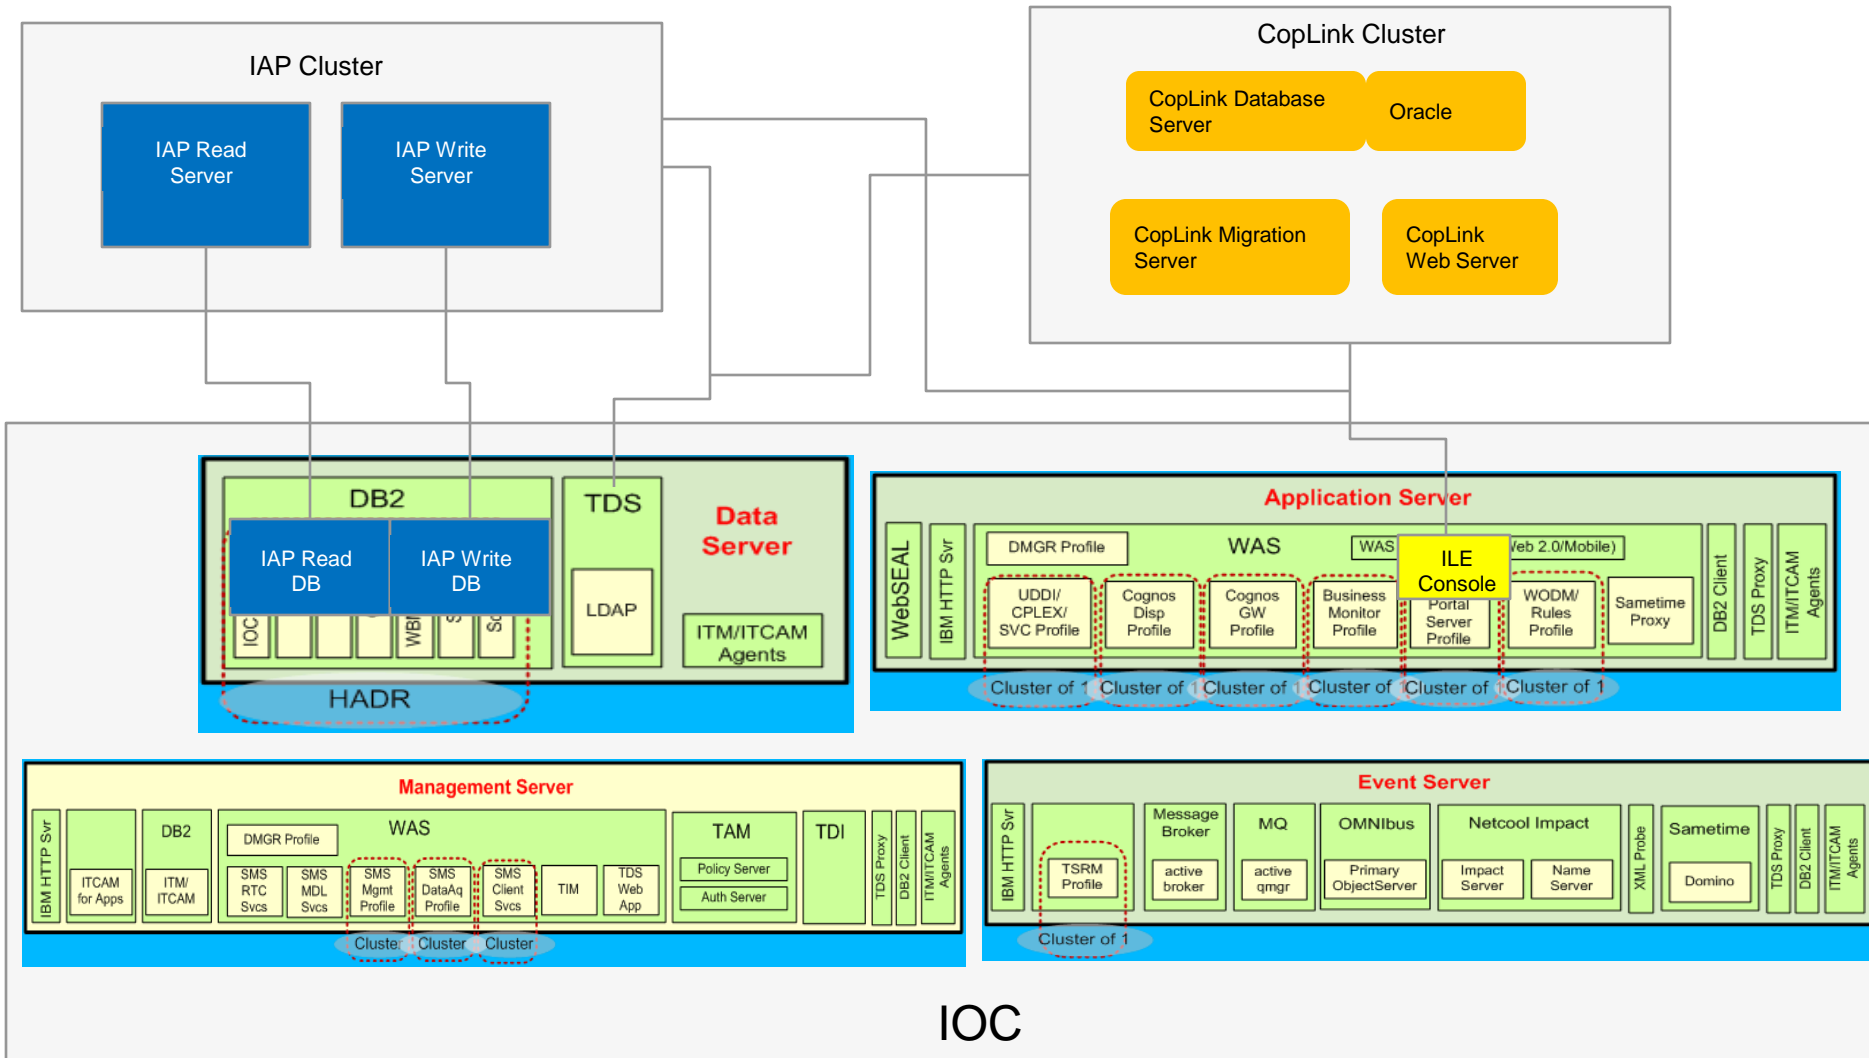 IAP Cluster
IAP Read
Server
IAP Write
Server
CopLink Cluster
CopLink Database
Server
Oracle
CopLink Migration
Server
CopLink
Web Server
DB2
IAP Read
DB
IAP Write
DB
IOC
HADR
TDS
LDAP
Data
Server
ITM/ITCAM
Agents
Application Server
WebSEAL
IBM HTTP Svr
DMGR Profile
WAS
WAS
Web 2.0/Mobile)
ILE
Console
UDDI/
CPLEX/
SVC Profile
Cognos
Disp
Profile
Cognos
GW
Profile
Business
Monitor
Profile
Portal
Server
Profile
WODM/
Rules
Profile
Sametime
Proxy
DB2 Client
TDS Proxy
ITM/ITCAM
Agents
Cluster of 1
Cluster of 1
Cluster of 1
Cluster of 1
Cluster of 1
Cluster of 1
Management Server
IBM HTTP Svr
ITCAM
for Apps
DB2
ITM/
ITCAM
DMGR Profile
WAS
SMS
RTC
Svcs
SMS
MDL
Svcs
SMS
Mgmt
Profile
SMS
DataAq
Profile
SMS
Client
Svcs
TIM
TDS
Web
App
Cluster
Cluster
Cluster
TAM
Policy Server
Auth Server
TDI
TDS Proxy
DB2 Client
ITM/ITCAM
Agents
Event Server
IBM HTTP Svr
TSRM
Profile
Cluster of 1
Message
Broker
active
broker
MQ
active
qmgr
OMNIbus
Primary
ObjectServer
Netcool Impact
Impact
Server
Name
Server
XML Probe
Sametime
Domino
TDS Proxy
DB2 Client
ITM/ITCAM
Agents
IOC